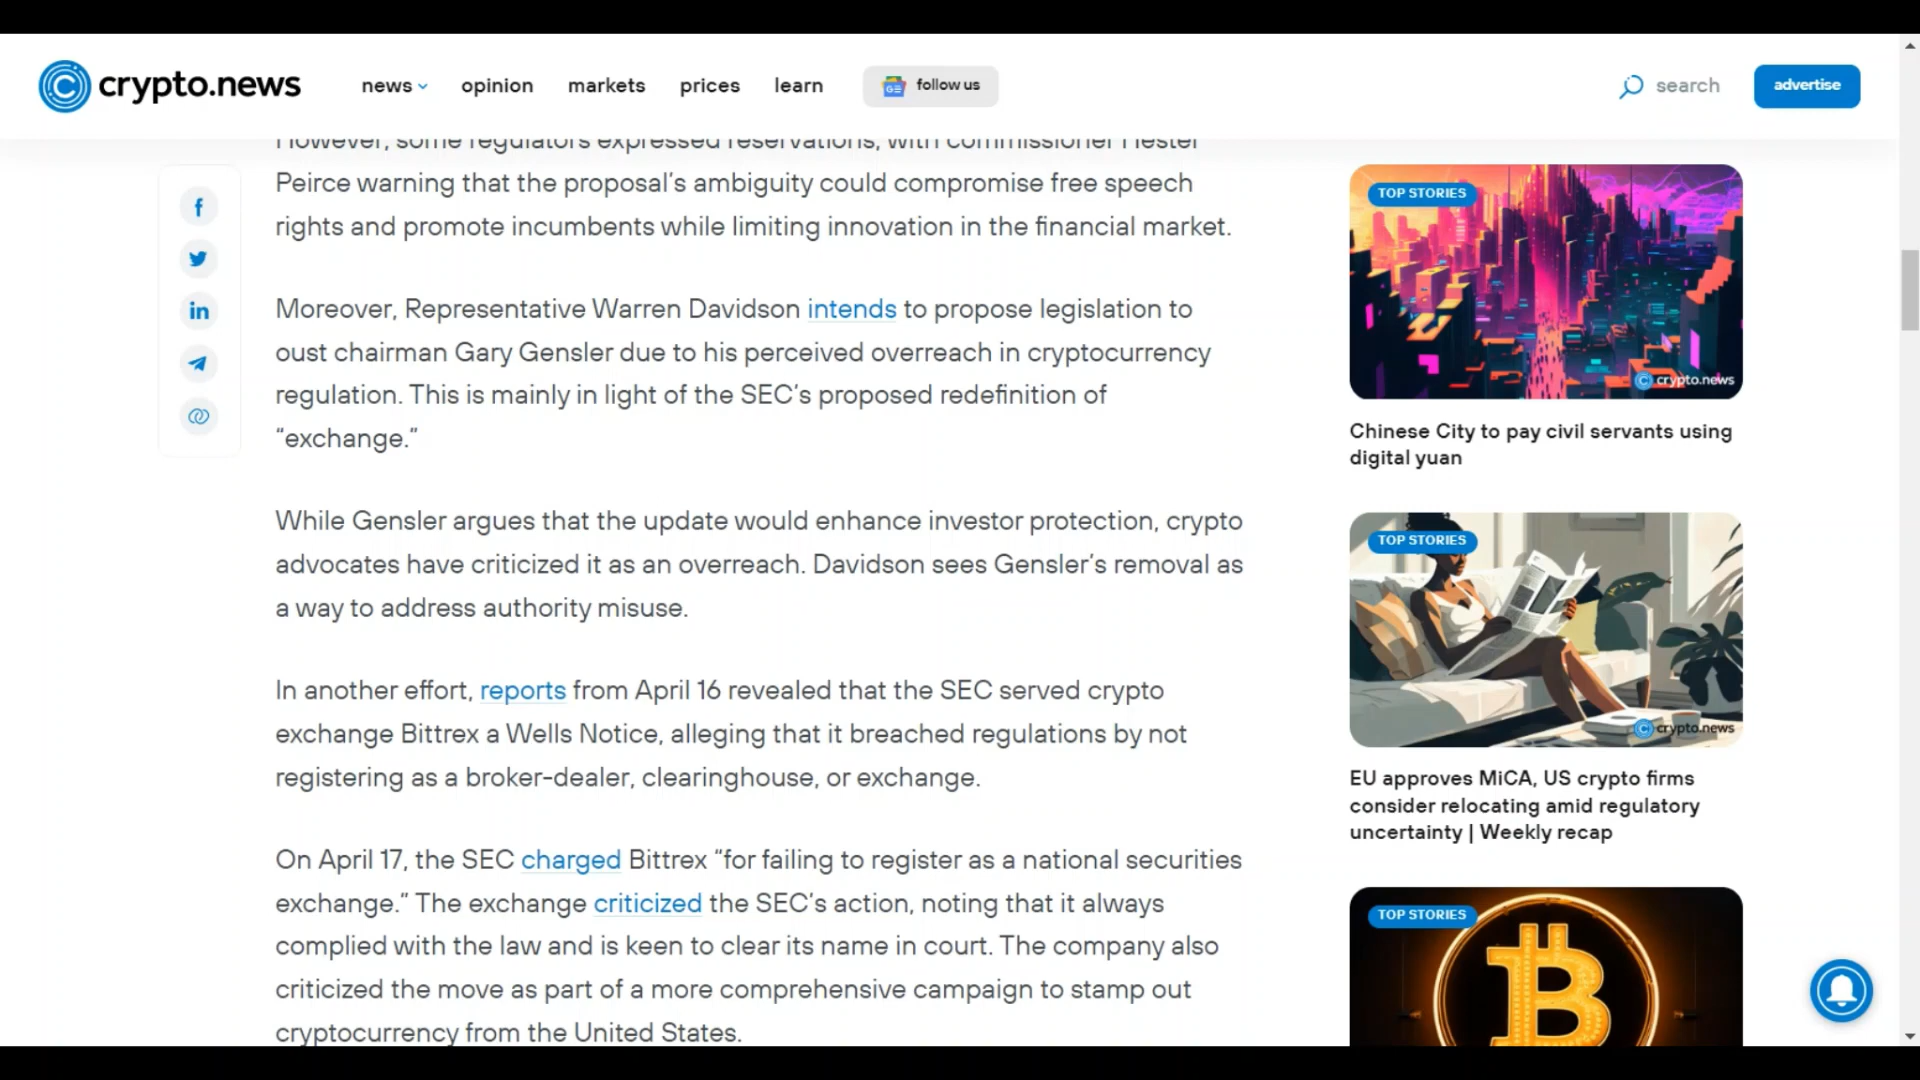 crypto.news
news
opinion
markets
prices
learn
GE
follow us
search
advertise
However, some regulators expressed reservations, with commissioner Hester
Peirce warning that the proposal’s ambiguity could compromise free speech
rights and promote incumbents while limiting innovation in the financial market.
Moreover, Representative Warren Davidson intends to propose legislation to
oust chairman Gary Gensler due to his perceived overreach in cryptocurrency
regulation. This is mainly in light of the SEC’s proposed redefinition of
“exchange.”
While Gensler argues that the update would enhance investor protection, crypto
advocates have criticized it as an overreach. Davidson sees Gensler’s removal as
a way to address authority misuse.
In another effort, reports from April 16 revealed that the SEC served crypto
exchange Bittrex a Wells Notice, alleging that it breached regulations by not
registering as a broker-dealer, clearinghouse, or exchange.
On April 17, the SEC charged Bittrex “for failing to register as a national securities
exchange.” The exchange criticized the SEC’s action, noting that it always
complied with the law and is keen to clear its name in court. The company also
criticized the move as part of a more comprehensive campaign to stamp out
cryptocurrency from the United States.
TOP STORIES
crypto.news
Chinese City to pay civil servants using
digital yuan
TOP STORIES
crypto.news
EU approves MiCA, US crypto firms
consider relocating amid regulatory
uncertainty | Weekly recap
TOP STORIES